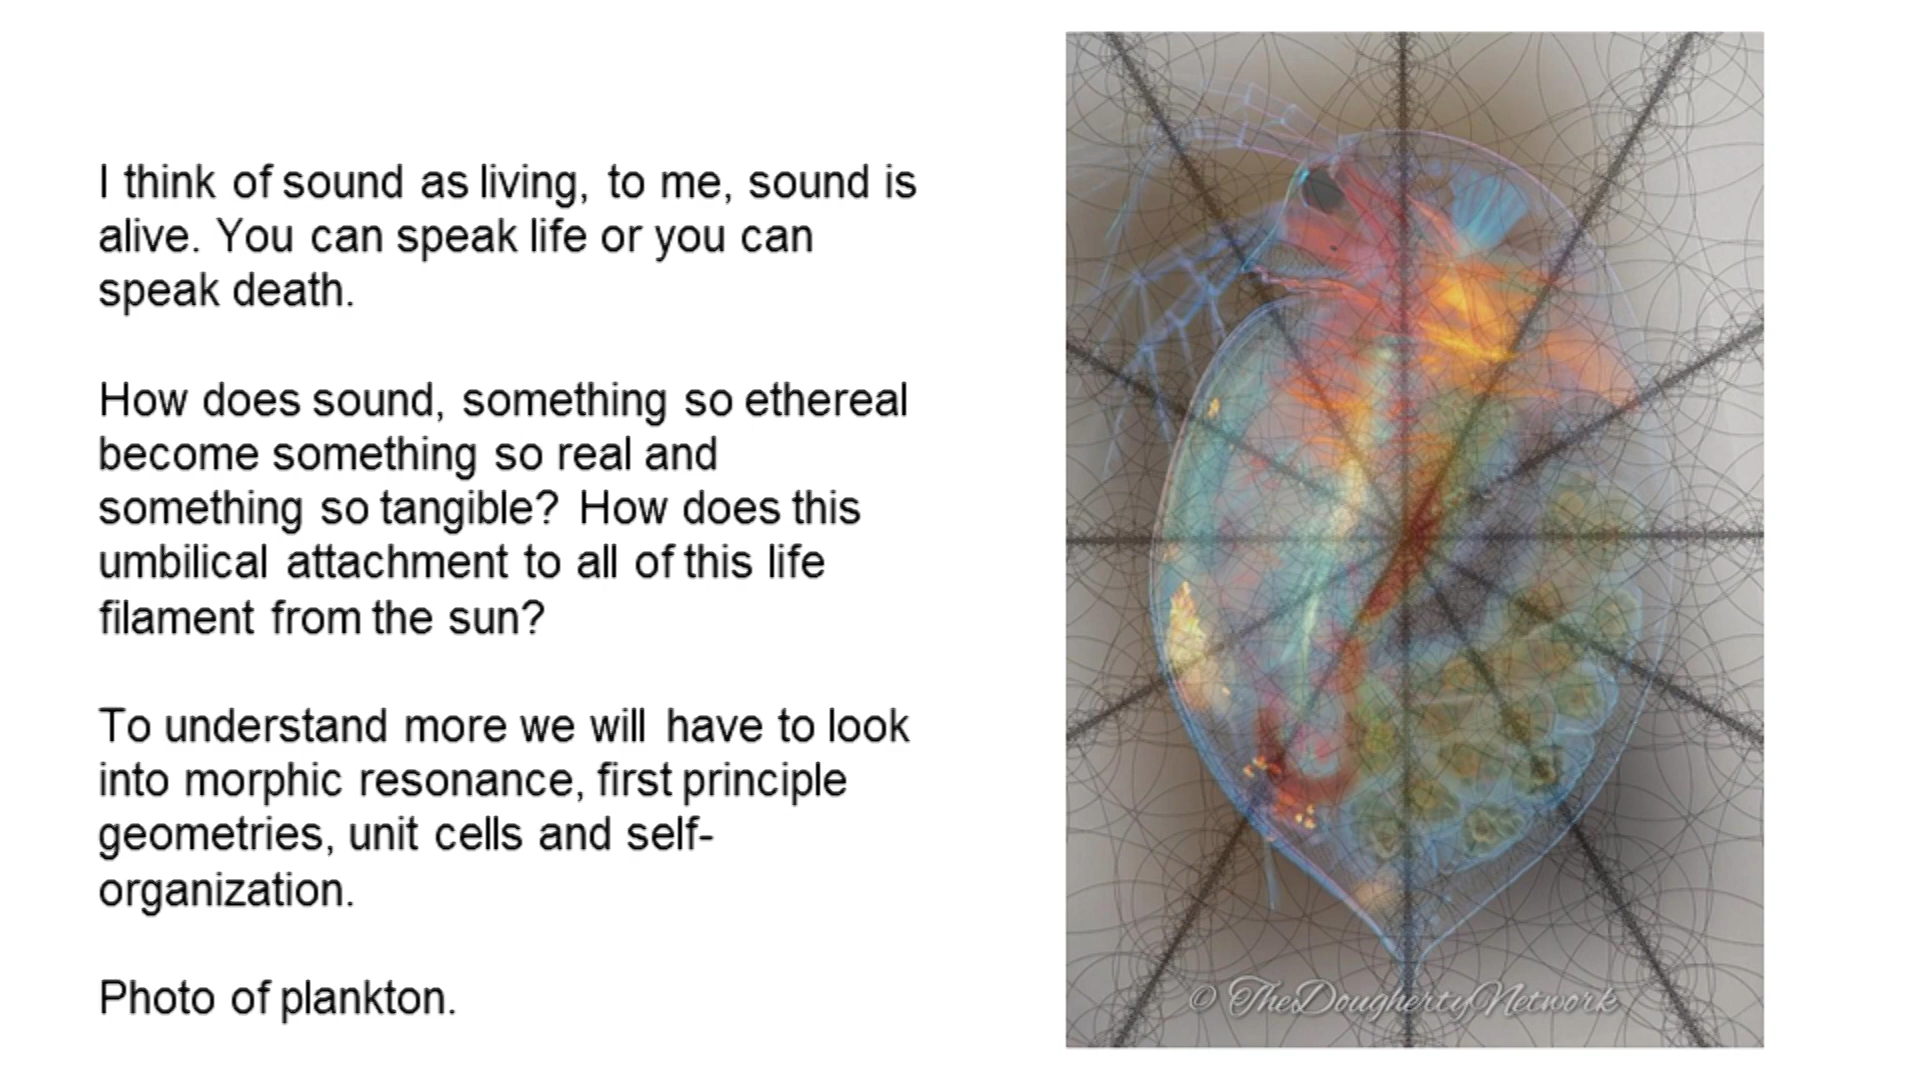 I think of sound as living, to me, sound is
alive. You can speak life or you can
speak death.
How does sound, something so ethereal
become something so real and
something so tangible? How does this
umbilical attachment to all of this life
filament from the sun?
To understand more we will have to look
into morphic resonance, first principle
geometries, unit cells and self-
organization.
Photo of plankton.
© TheDoughertyNetwork